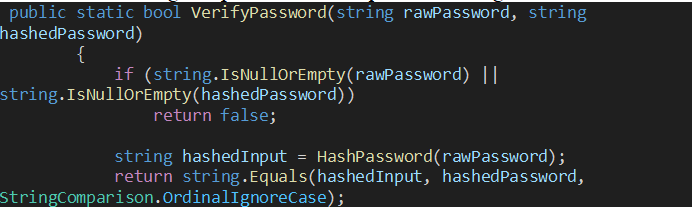 public static bool VerifyPassword(string rawPassword, string
hashedPassword)
{
if (string.IsNullOrEmpty(rawPassword) ||
string.IsNullOrEmpty(hashedPassword))
return false;
string hashedInput = HashPassword(rawPassword);
return string.Equals(hashedInput, hashedPassword,
StringComparison.OrdinalIgnoreCase);